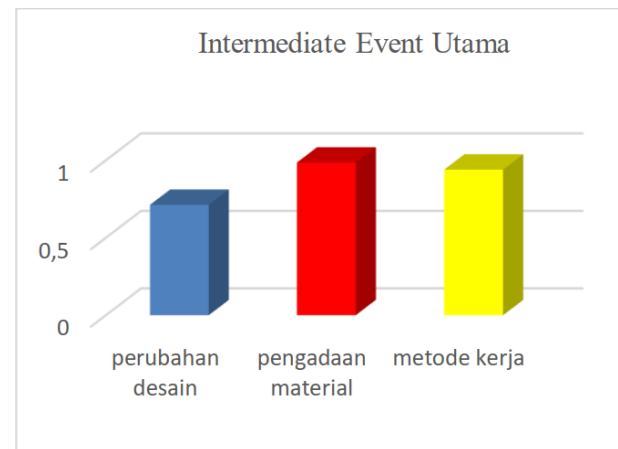 Intermediate Event Utama
1
0,5
0
perubahan
desain
pengadaan
material
metode kerja